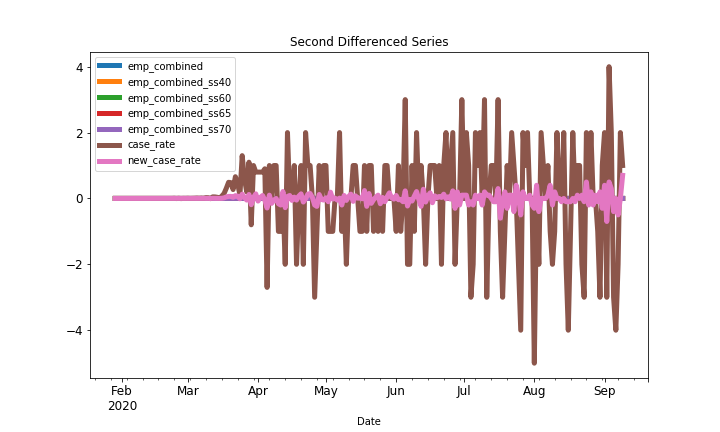 Second Differenced Series
emp_combined
emp_combined_ss40
emp_combined_ss60
emp_combined_ss65
emp_combined_ss70
case_rate
new_case_rate
4
2
0
−2
−4
Feb Mar Apr May Jun Jul Aug Sep
2020
Date